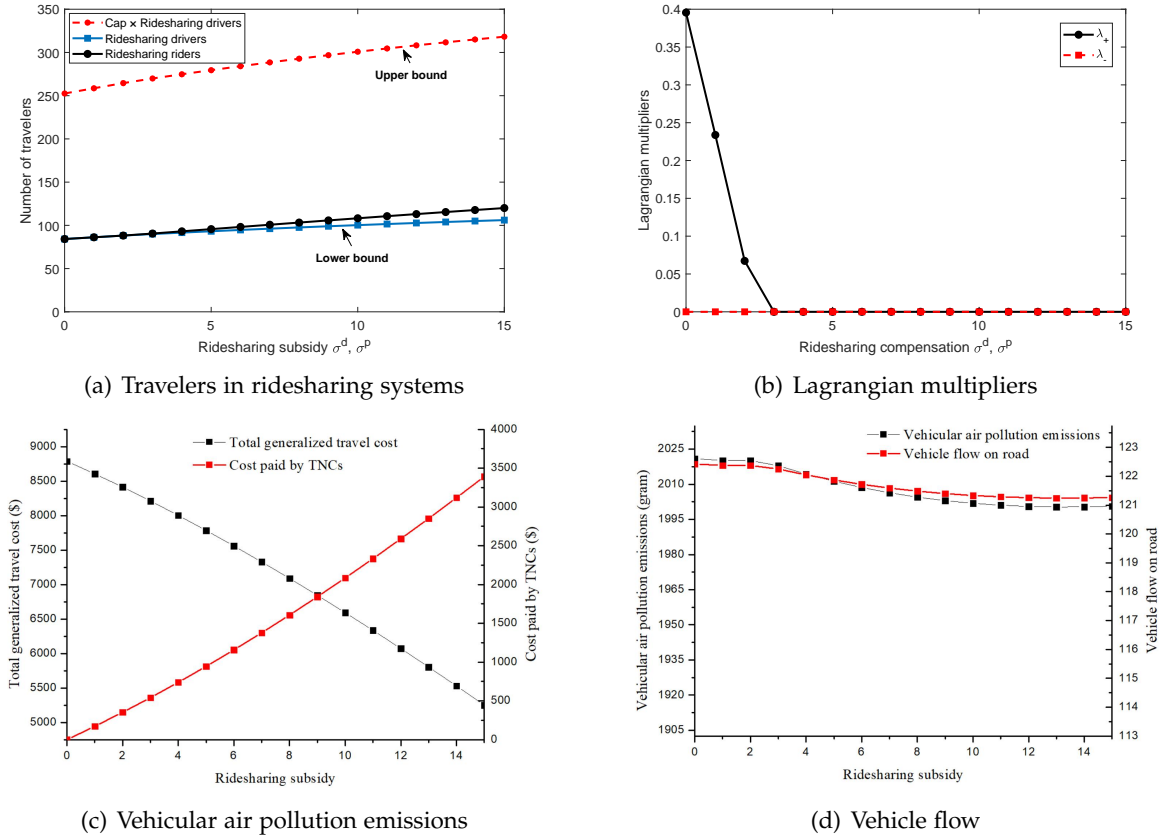 350
300
250
200
150
100
50
0
Number of travelers
Cap × Ridesharing drivers
Ridesharing drivers
Ridesharing riders
Upper bound
Lower bound
0 5 10 15
Ridesharing subsidy σᵈ, σᵖ
(a) Travelers in ridesharing systems
0.4
0.35
0.3
0.25
0.2
0.15
0.1
0.05
0
Lagrangian multipliers
λ₊
λ₋
0 5 10 15
Ridesharing compensation σᵈ, σᵖ
(b) Lagrangian multipliers
9000
8500
8000
7500
7000
6500
6000
5500
5000
Total generalized travel cost ($)
Total generalized travel cost
Cost paid by TNCs
4000
3500
3000
2500
2000
1500
1000
500
0
Cost paid by TNCs ($)
0 2 4 6 8 10 12 14
Ridesharing subsidy
(c) Vehicular air pollution emissions
2025
2010
1995
1980
1965
1950
1935
1920
1905
Vehicular air pollution emissions (gram)
Vehicular air pollution emissions
Vehicle flow on road
123
122
121
120
119
118
117
116
115
114
113
Vehicle flow on road
0 2 4 6 8 10 12 14
Ridesharing subsidy
(d) Vehicle flow